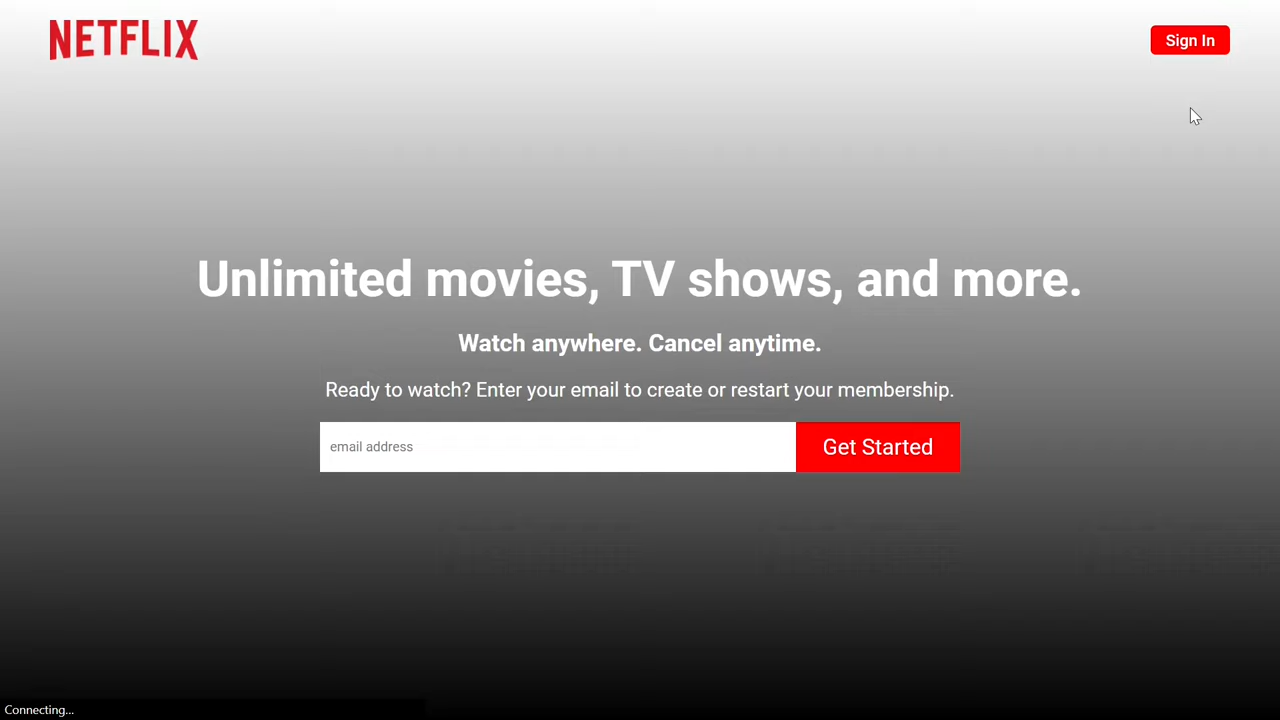 NETFLIX
Sign In
Unlimited movies, TV shows, and more.
Watch anywhere. Cancel anytime.
Ready to watch? Enter your email to create or restart your membership.
email address
Get Started
Connecting...